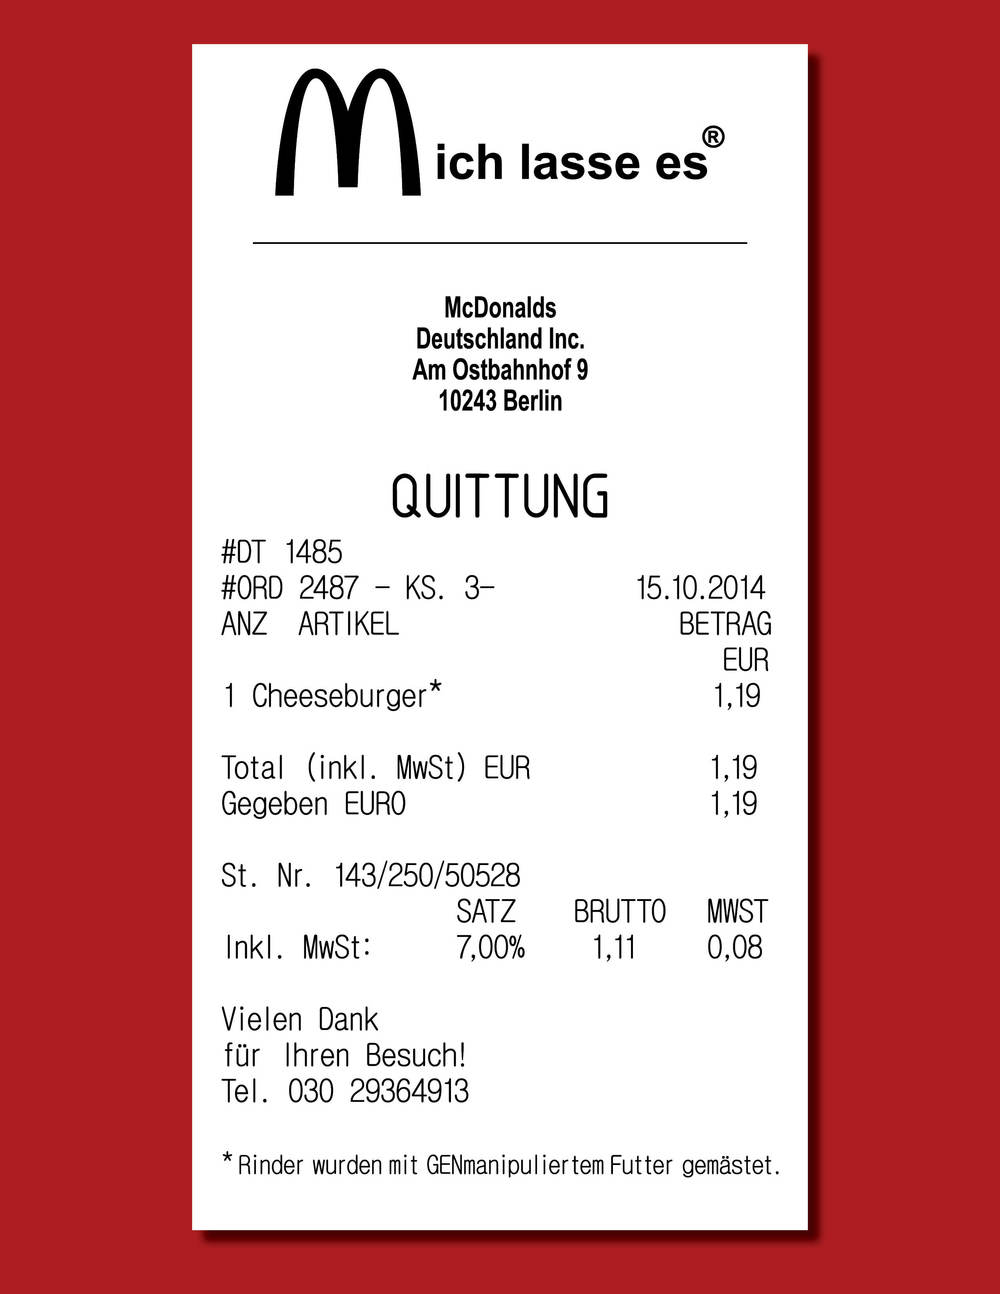 Mich lasse es®
McDonalds
Deutschland Inc.
Am Ostbahnhof 9
10243 Berlin
QUITTUNG
#DT 1485
#ORD 2487 - KS. 3- 15.10.2014
ANZ ARTIKEL BETRAG
EUR
1 Cheeseburger* 1,19
Total (inkl. MwSt) EUR 1,19
Gegeben EURO 1,19
St. Nr. 143/250/50528
SATZ BRUTTO MWST
Inkl. MwSt: 7,00% 1,11 0,08
Vielen Dank
für Ihren Besuch!
Tel. 030 29364913
* Rinder wurden mit GENmanipuliertem Futter gemästet.